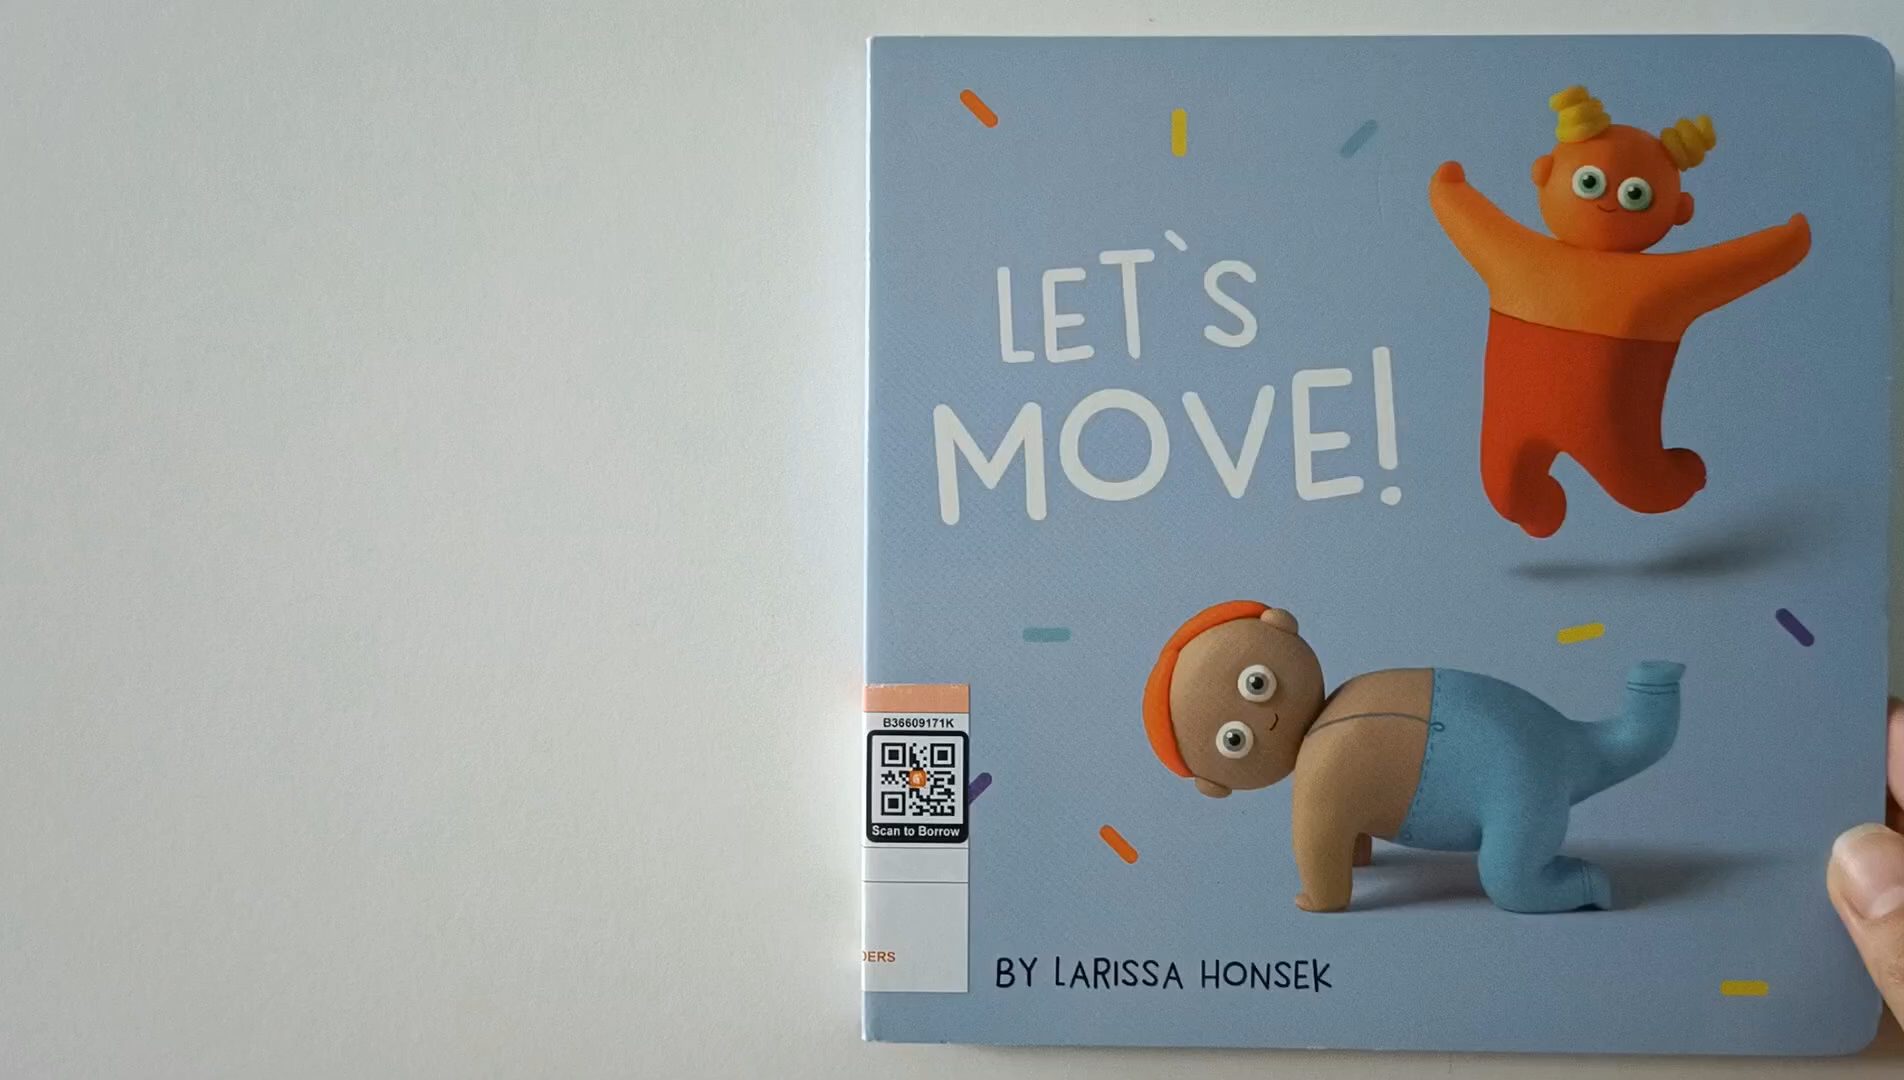 LET`S
MOVE!
B36609171K
Scan to Borrow
DERS
BY LARISSA HONSEK